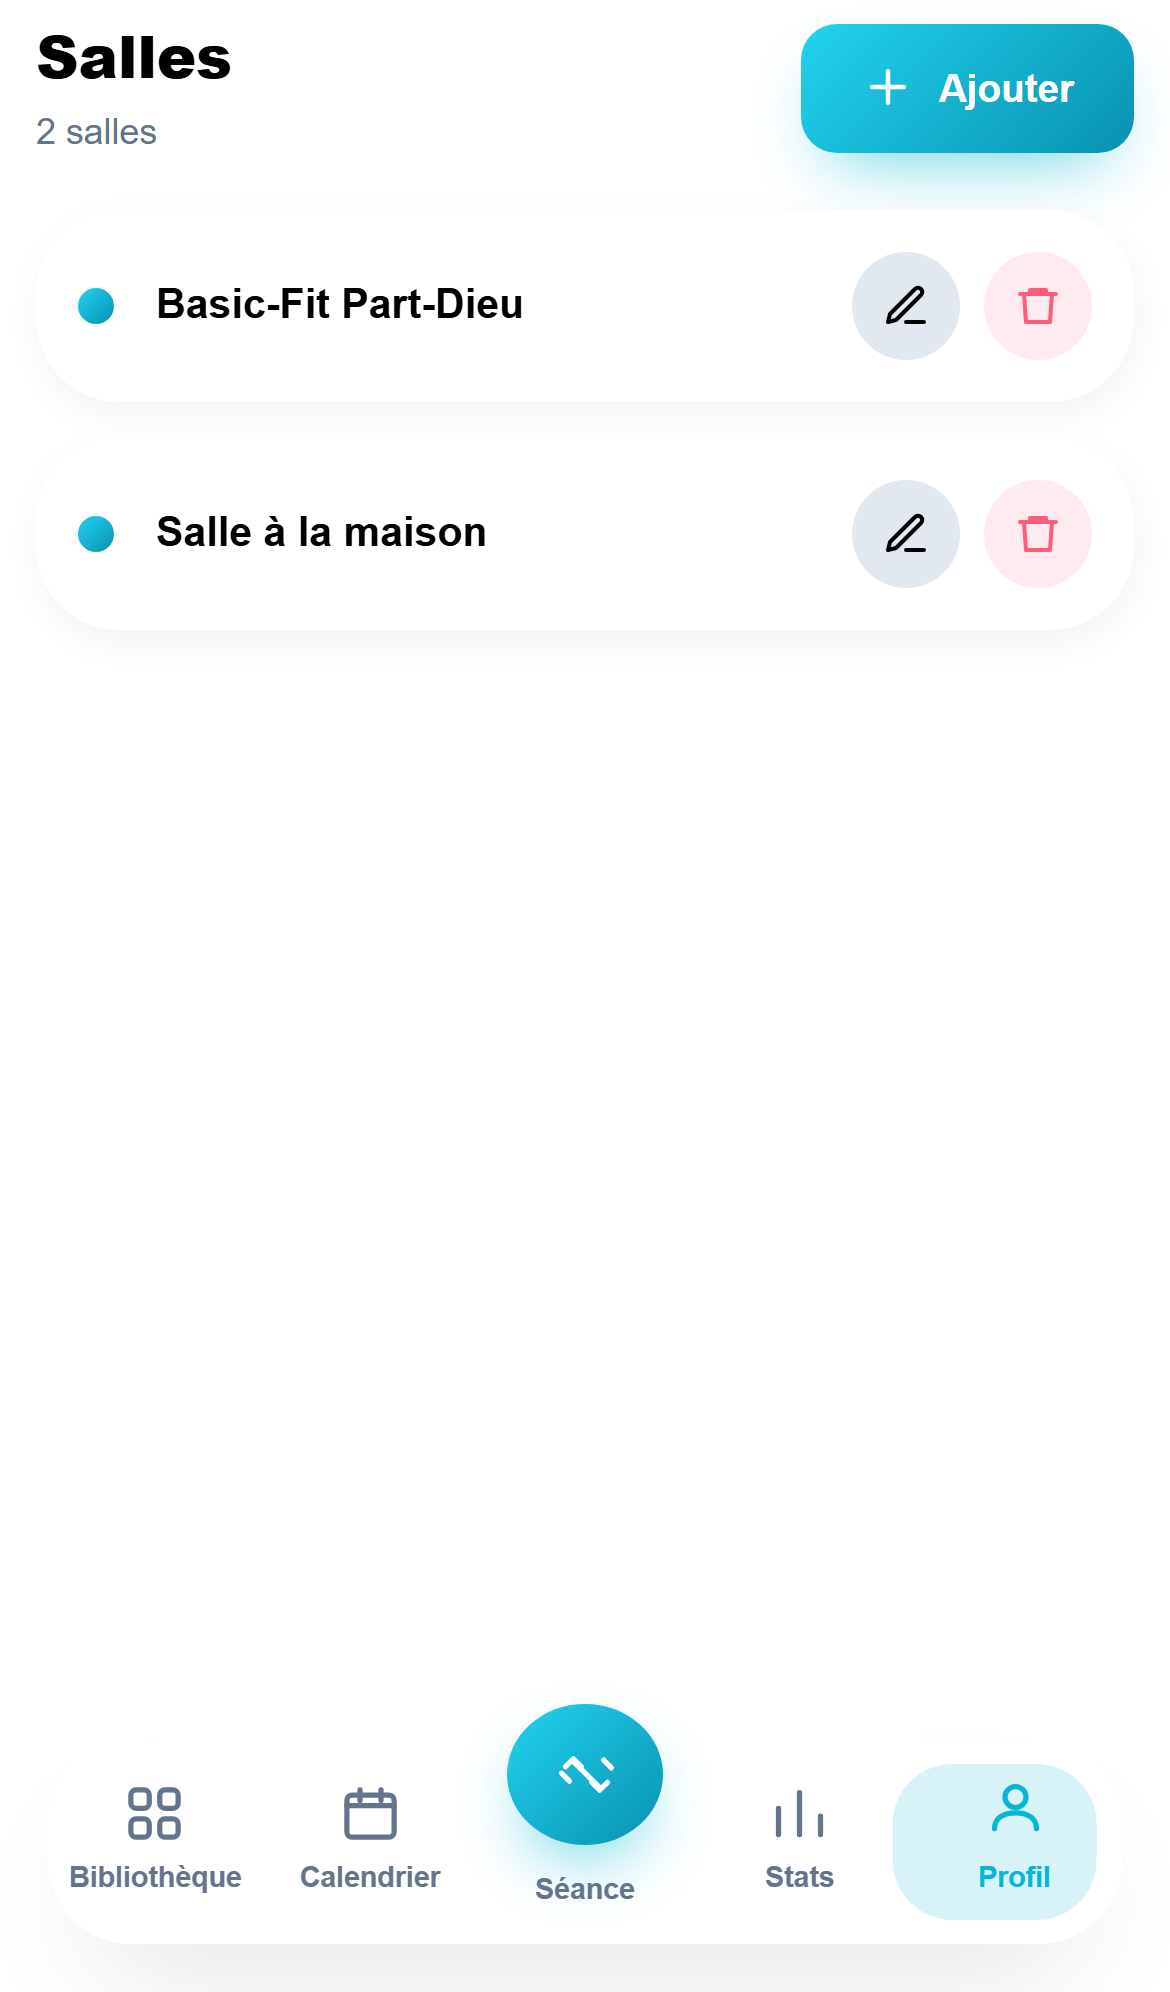 Salles
2 salles
Ajouter
Basic-Fit Part-Dieu
Salle à la maison
Bibliothèque
Calendrier
Séance
Stats
Profil